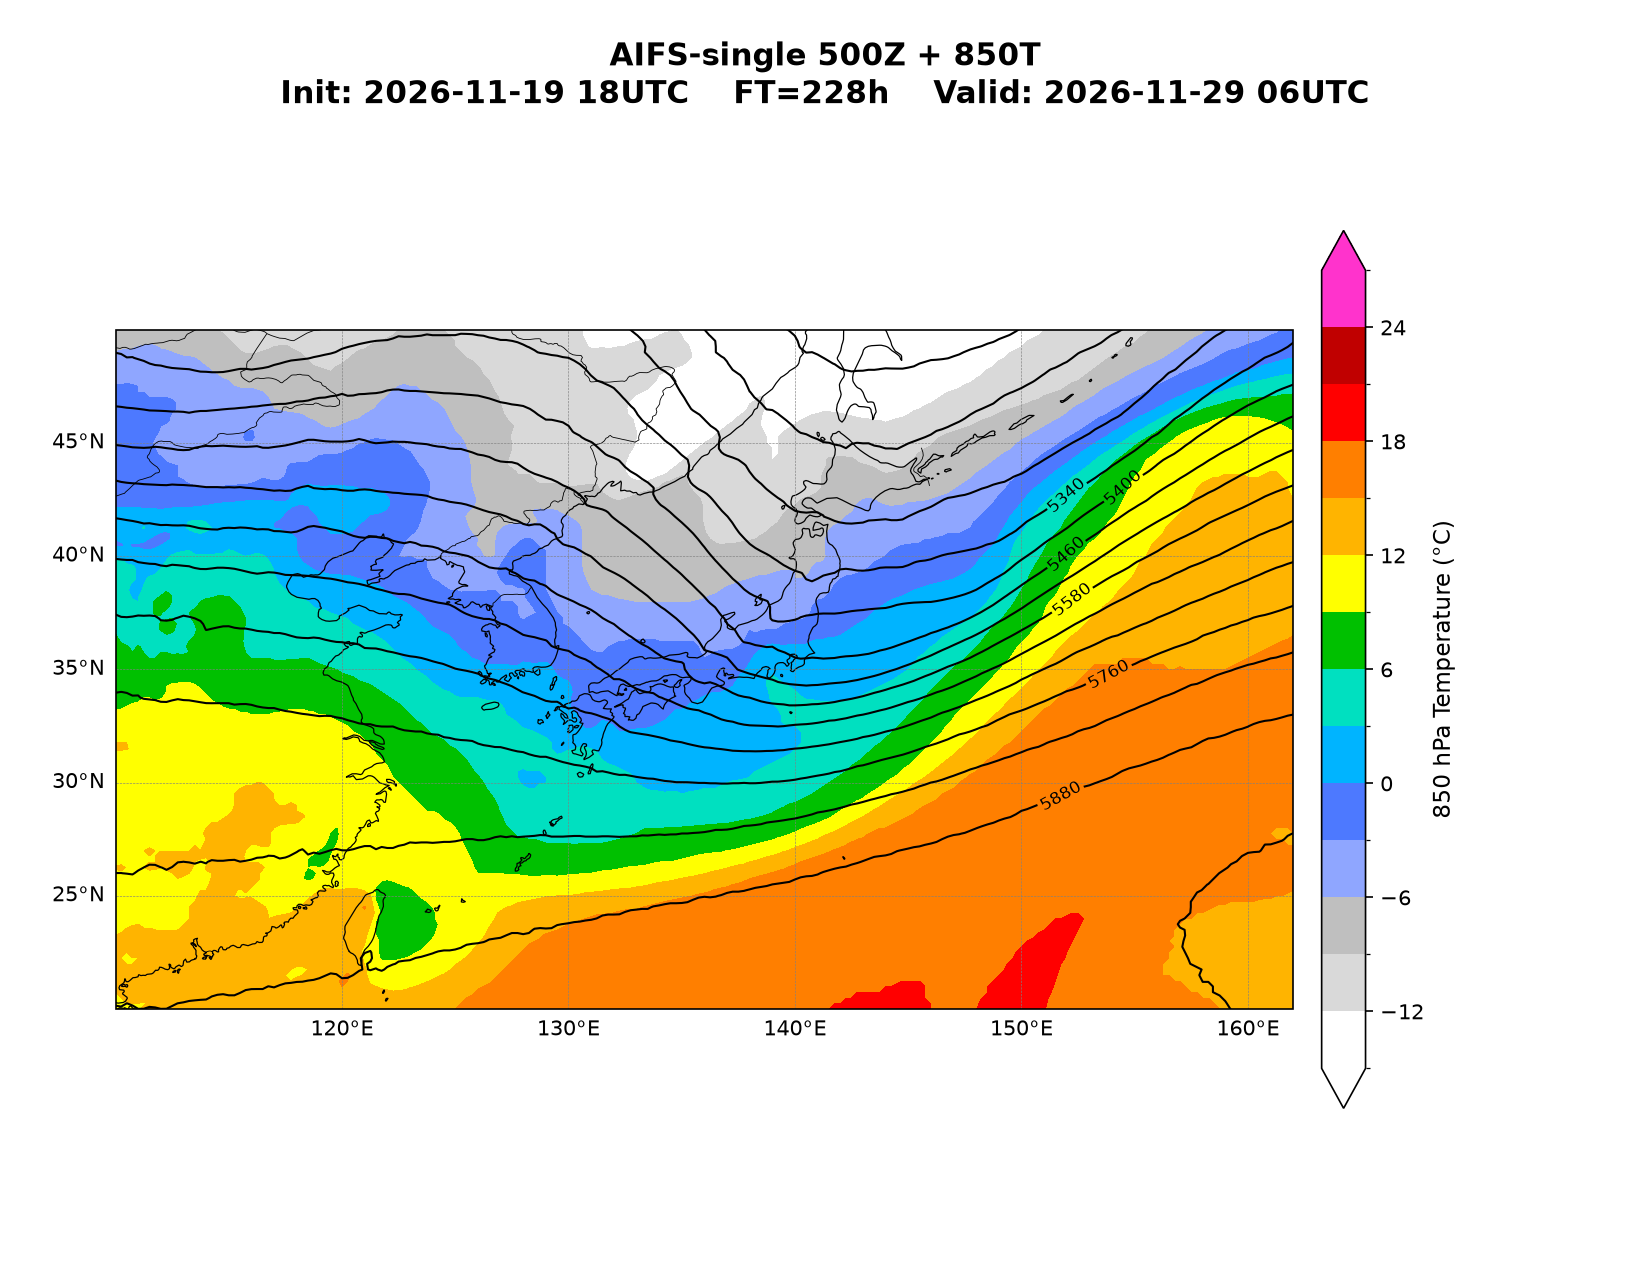 AIFS-single 500Z + 850T
Init: 2026-11-19 18UTC    FT=228h    Valid: 2026-11-29 06UTC
45°N
40°N
35°N
30°N
25°N
120°E
130°E
140°E
150°E
160°E
5340
5400
5460
5580
5760
5880
24
18
12
6
0
−6
−12
850 hPa Temperature (°C)